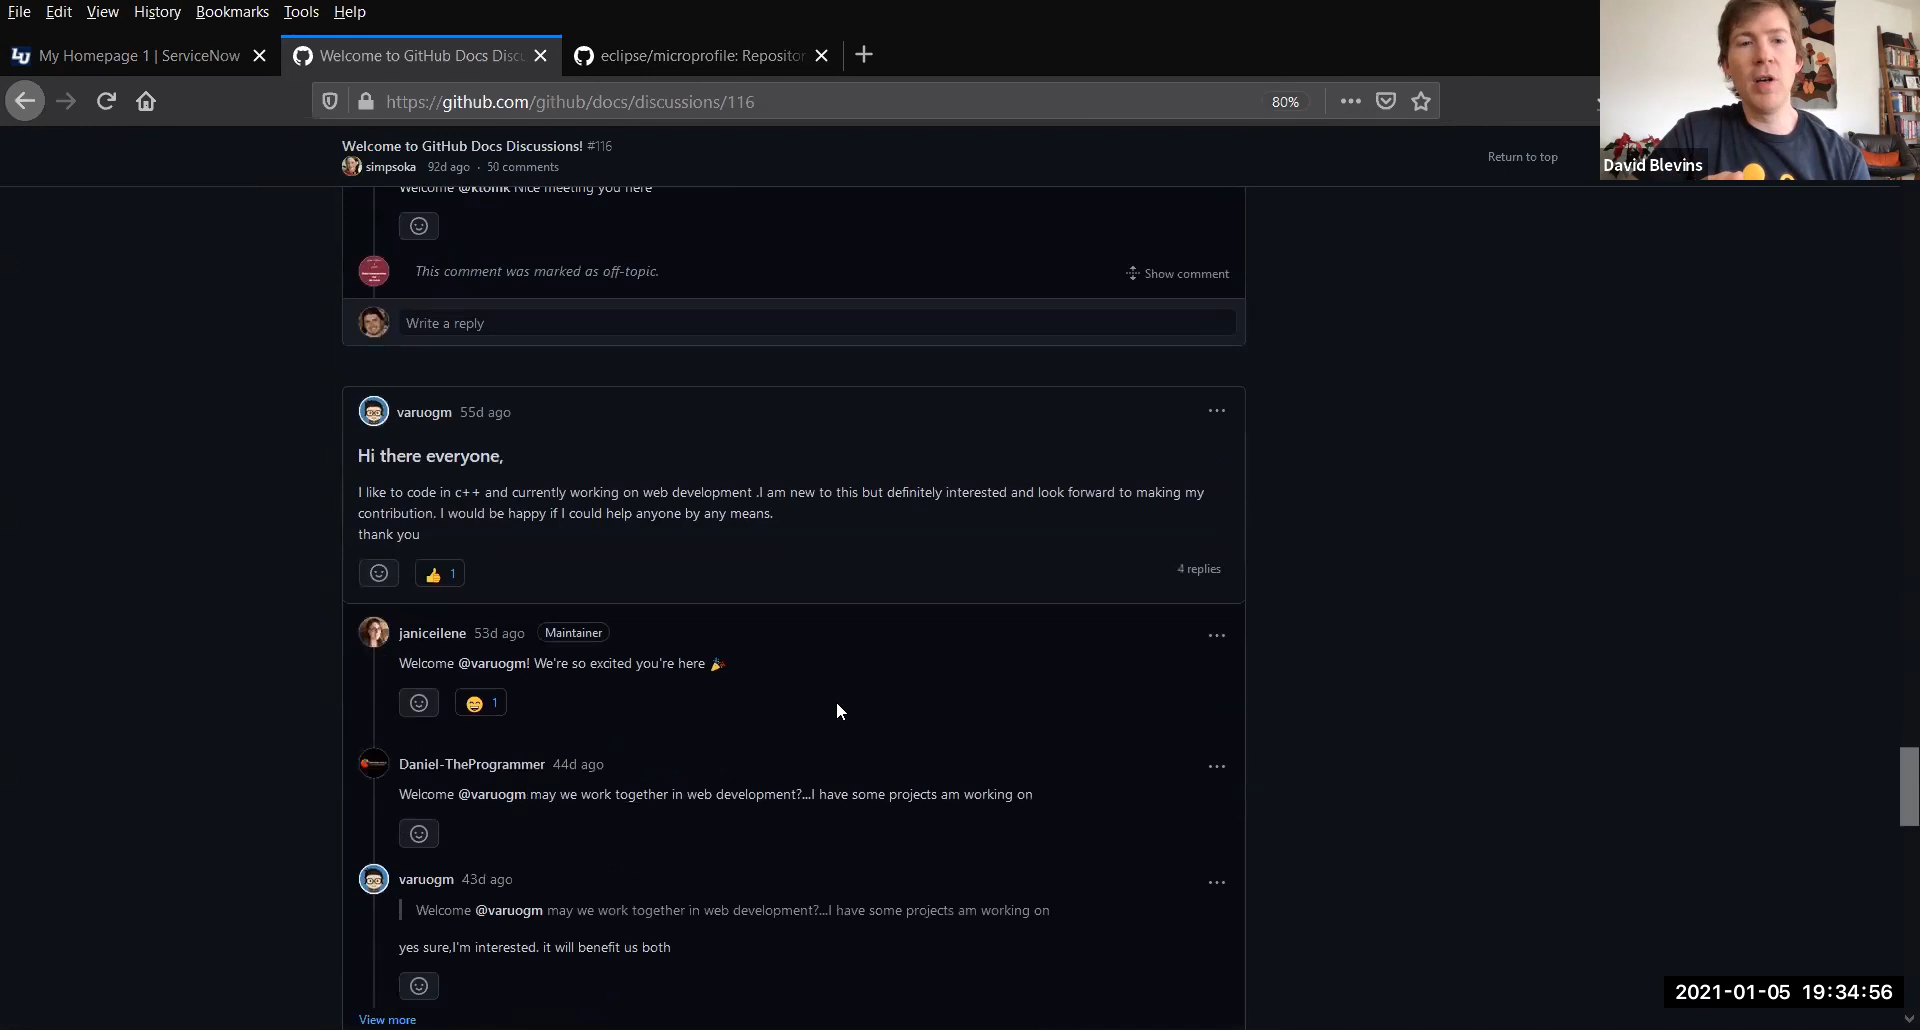 File Edit View History Bookmarks Tools Help
My Homepage 1 | ServiceNow
Welcome to GitHub Docs Disc
eclipse/microprofile: Repositor
https://github.com/github/docs/discussions/116
80%
Welcome to GitHub Docs Discussions! #116
simpsoka 92d ago · 50 comments
Return to top
David Blevins
Welcome @ktoink Nice meeting you here
This comment was marked as off-topic.
Show comment
Write a reply
varuogm 55d ago
Hi there everyone,
I like to code in c++ and currently working on web development .I am new to this but definitely interested and look forward to making my
contribution. I would be happy if I could help anyone by any means.
thank you
1
4 replies
janiceilene 53d ago Maintainer
Welcome @varuogm! We're so excited you're here
1
Daniel-TheProgrammer 44d ago
Welcome @varuogm may we work together in web development?...I have some projects am working on
varuogm 43d ago
Welcome @varuogm may we work together in web development?...I have some projects am working on
yes sure,I'm interested. it will benefit us both
View more
2021-01-05 19:34:56